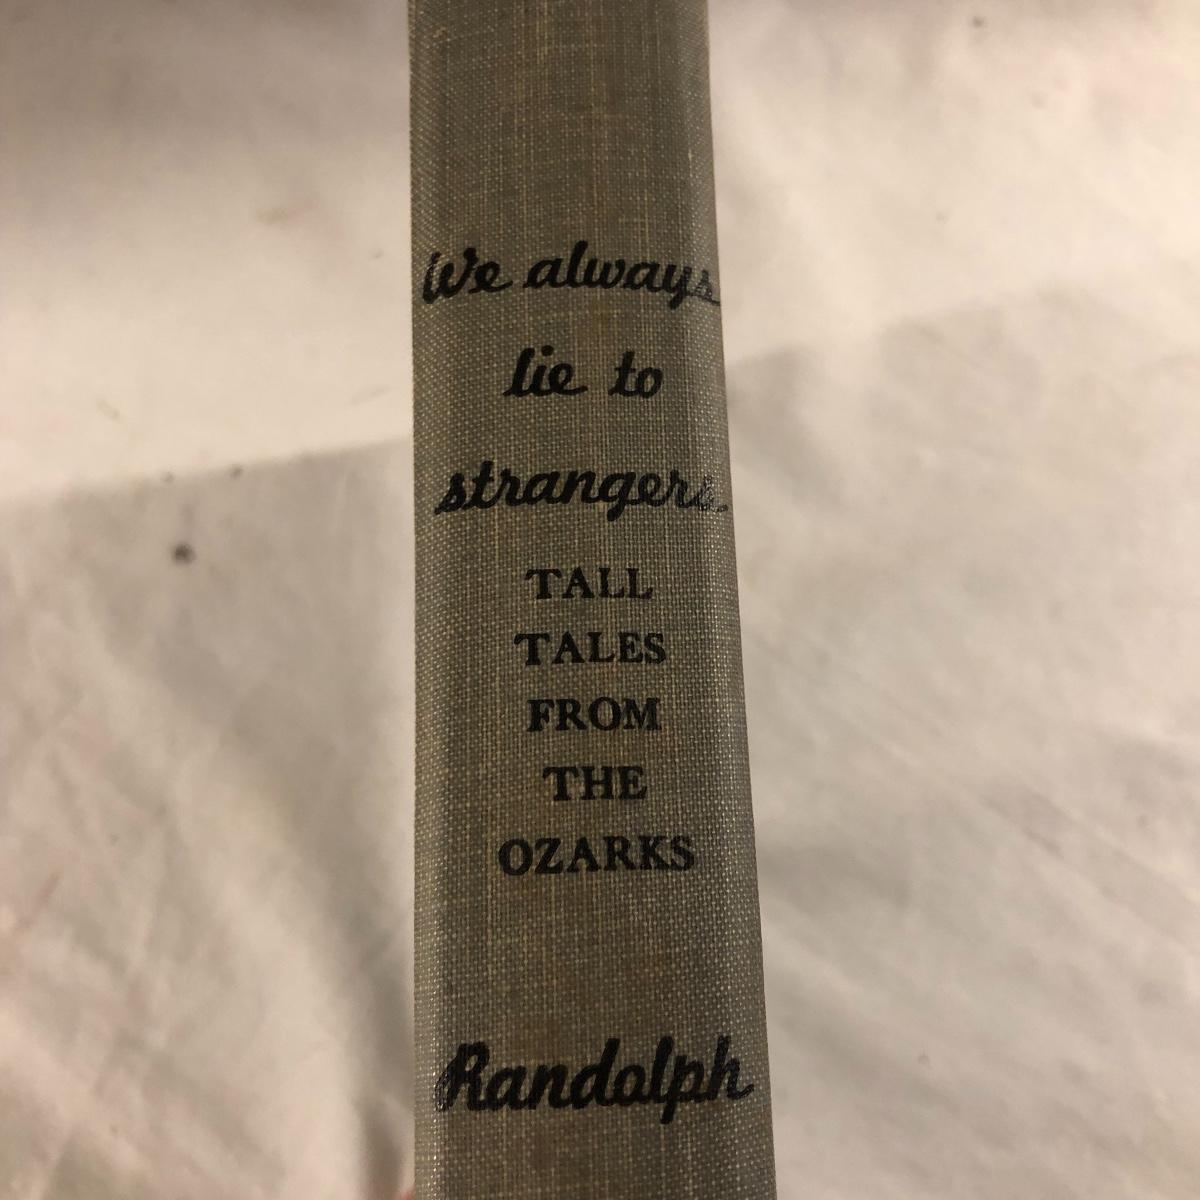 We always
lie to
strangers
TALL
TALES
FROM
THE
OZARKS
Randolph